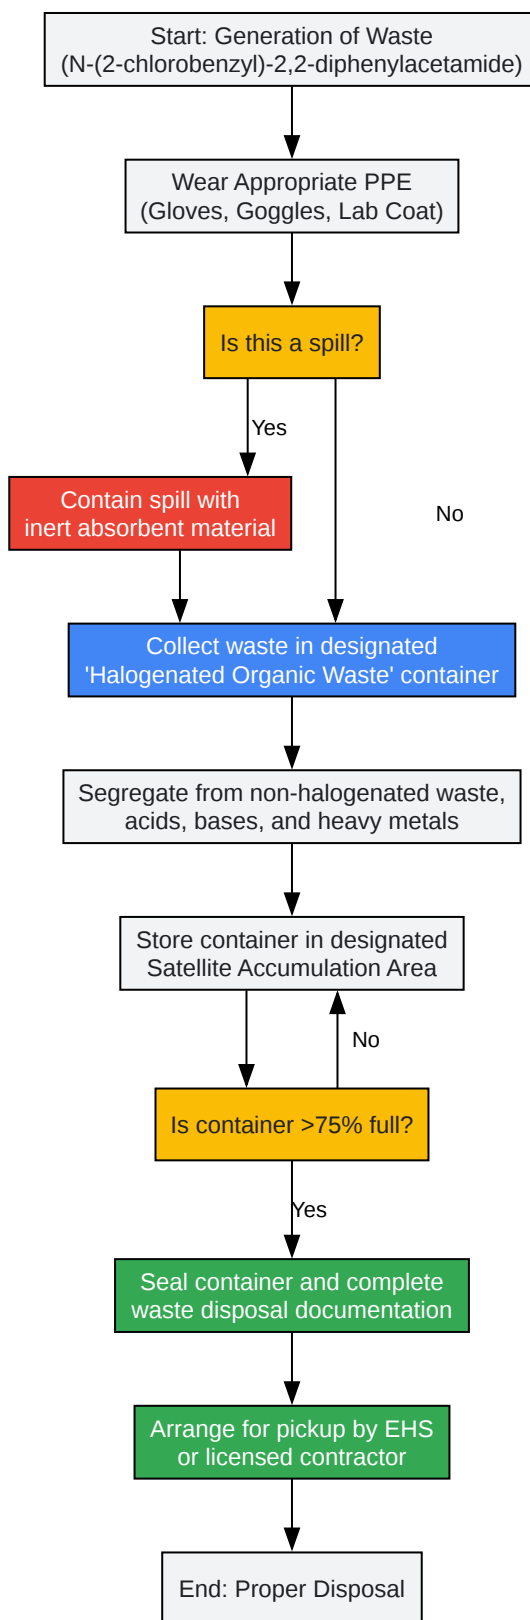 Start: Generation of Waste
(N-(2-chlorobenzyl)-2,2-diphenylacetamide)
Wear Appropriate PPE
(Gloves, Goggles, Lab Coat)
Is this a spill?
Yes
Contain spill with
inert absorbent material
No
Collect waste in designated
'Halogenated Organic Waste' container
Segregate from non-halogenated waste,
acids, bases, and heavy metals
Store container in designated
Satellite Accumulation Area
No
Is container >75% full?
Yes
Seal container and complete
waste disposal documentation
Arrange for pickup by EHS
or licensed contractor
End: Proper Disposal